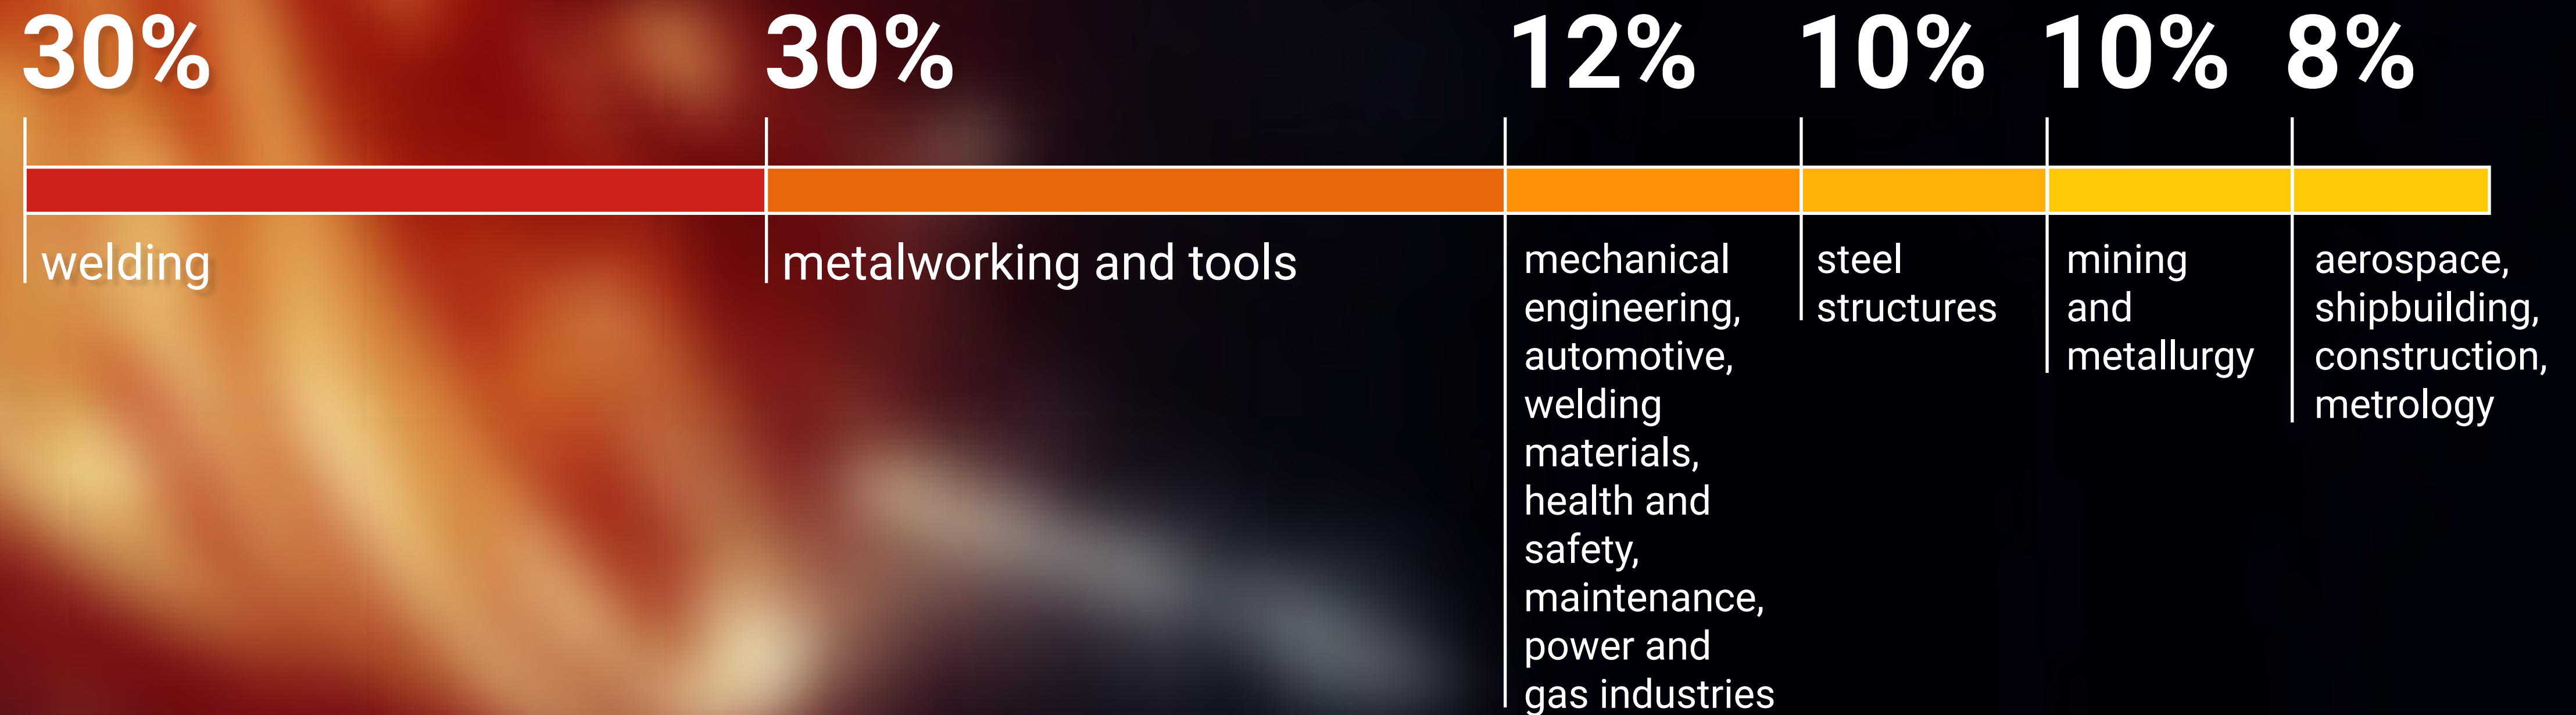 30%
30%
12%
10%
10%
8%
welding
metalworking and tools
mechanical
engineering,
automotive,
welding
materials,
health and
safety,
maintenance,
power and
gas industries
steel
structures
mining
and
metallurgy
aerospace,
shipbuilding,
construction,
metrology